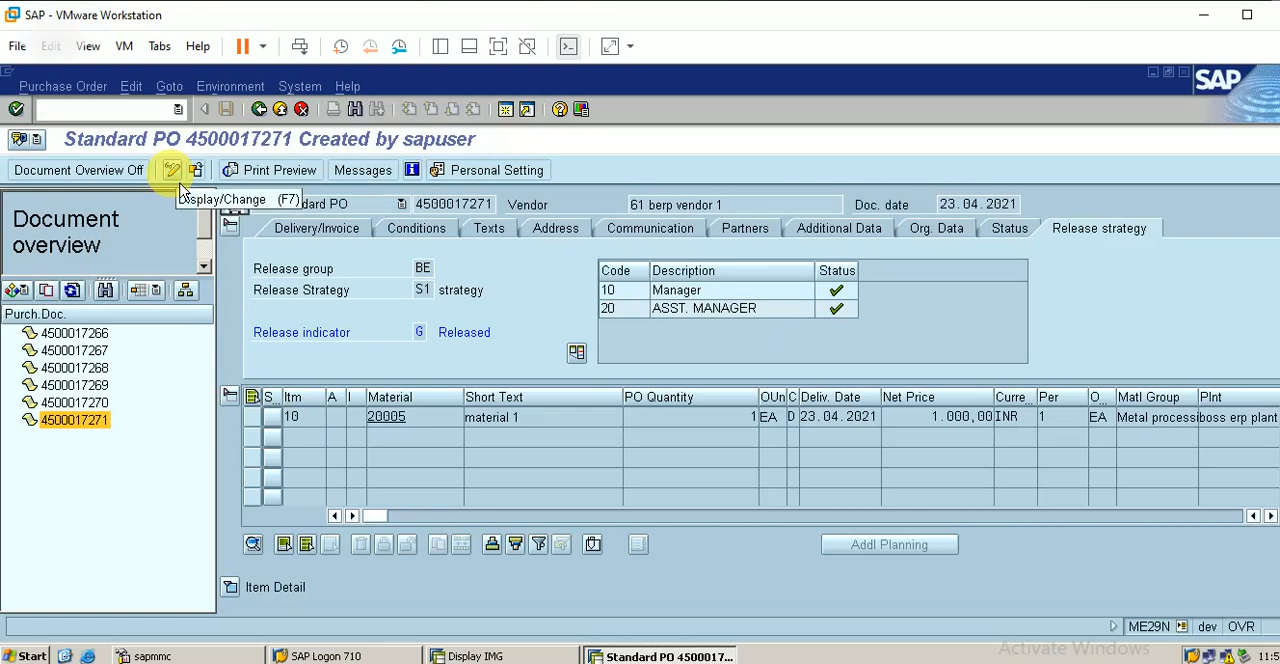 SAP - VMware Workstation
File Edit View VM Tabs Help
Purchase Order Edit Goto Environment System Help
SAP
Standard PO 4500017271 Created by sapuser
Document Overview Off Print Preview Messages Personal Setting
Display/Change (F7)
Document overview
dard PO 4500017271 Vendor 61 berp vendor 1 Doc. date 23.04.2021
Delivery/Invoice Conditions Texts Address Communication Partners Additional Data Org. Data Status Release strategy
Release group BE
Release Strategy S1 strategy
Release indicator G Released
Code Description Status
10 Manager
20 ASST. MANAGER
Purch.Doc.
4500017266
4500017267
4500017268
4500017269
4500017270
4500017271
S... Itm A I Material Short Text PO Quantity OUn C Deliv. Date Net Price Curre... Per O... Matl Group Plnt
10 20005 material 1 1 EA D 23.04.2021 1.000,00 INR 1 EA Metal processi boss erp plant
Addl Planning
Item Detail
ME29N dev OVR
Activate Windows
Start sapmmc SAP Logon 710 Display IMG Standard PO 4500017... 11:5